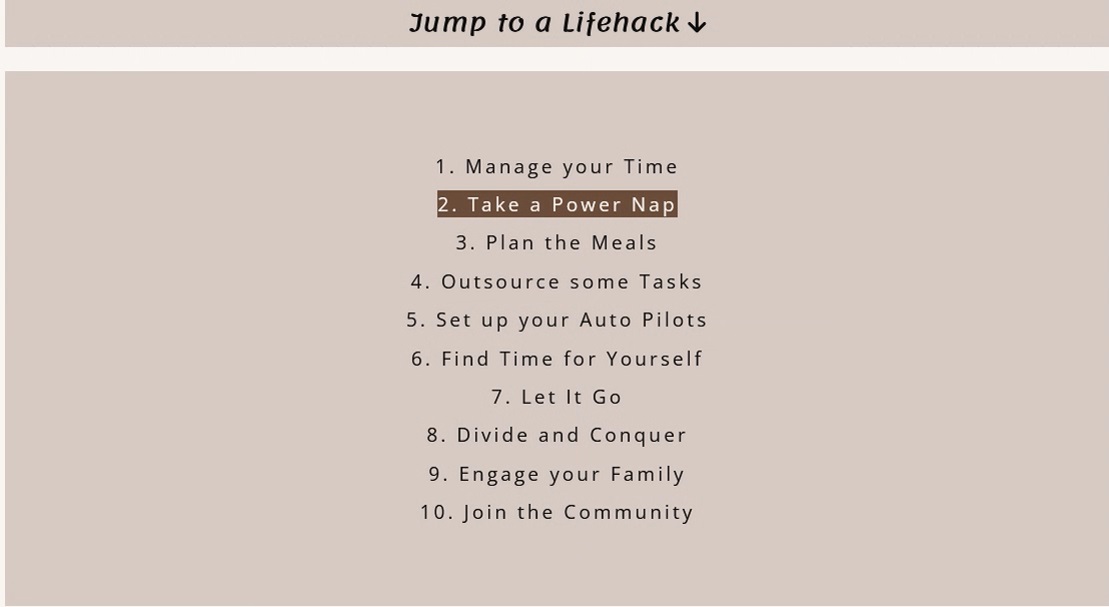 Jump to a Lifehack ↓
1. Manage your Time
2. Take a Power Nap
3. Plan the Meals
4. Outsource some Tasks
5. Set up your Auto Pilots
6. Find Time for Yourself
7. Let It Go
8. Divide and Conquer
9. Engage your Family
10. Join the Community